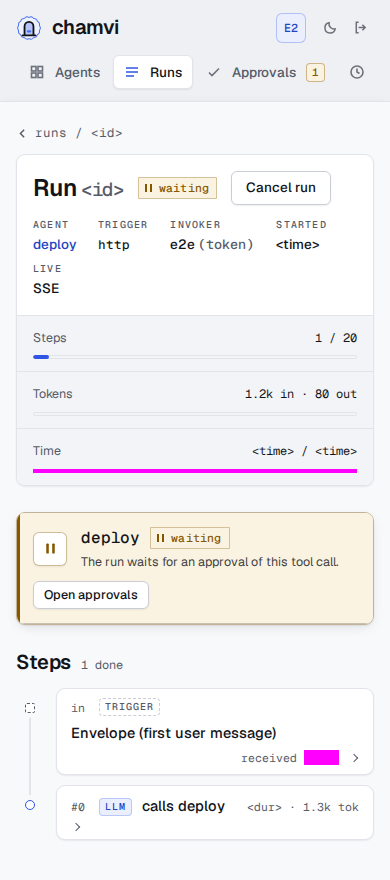 chamvi E2
Agents Runs Approvals 1
runs / <id>
Run <id> waiting Cancel run
AGENT TRIGGER INVOKER STARTED
deploy http e2e (token) <time>
LIVE
SSE
Steps 1 / 20
Tokens 1.2k in · 80 out
Time <time> / <time>
deploy waiting
The run waits for an approval of this tool call.
Open approvals
Steps 1 done
in TRIGGER
Envelope (first user message)
received
#0 LLM calls deploy <dur> · 1.3k tok